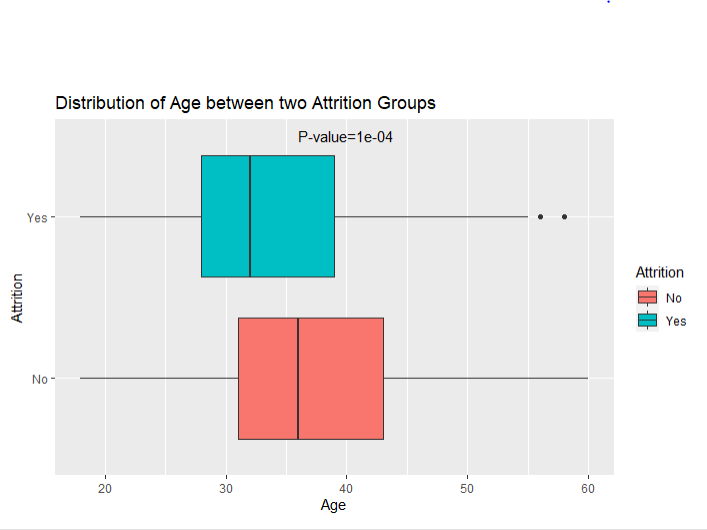 Distribution of Age between two Attrition Groups
P-value=1e-04
Yes
No
Attrition
20
30
40
50
60
Age
Attrition
No
Yes